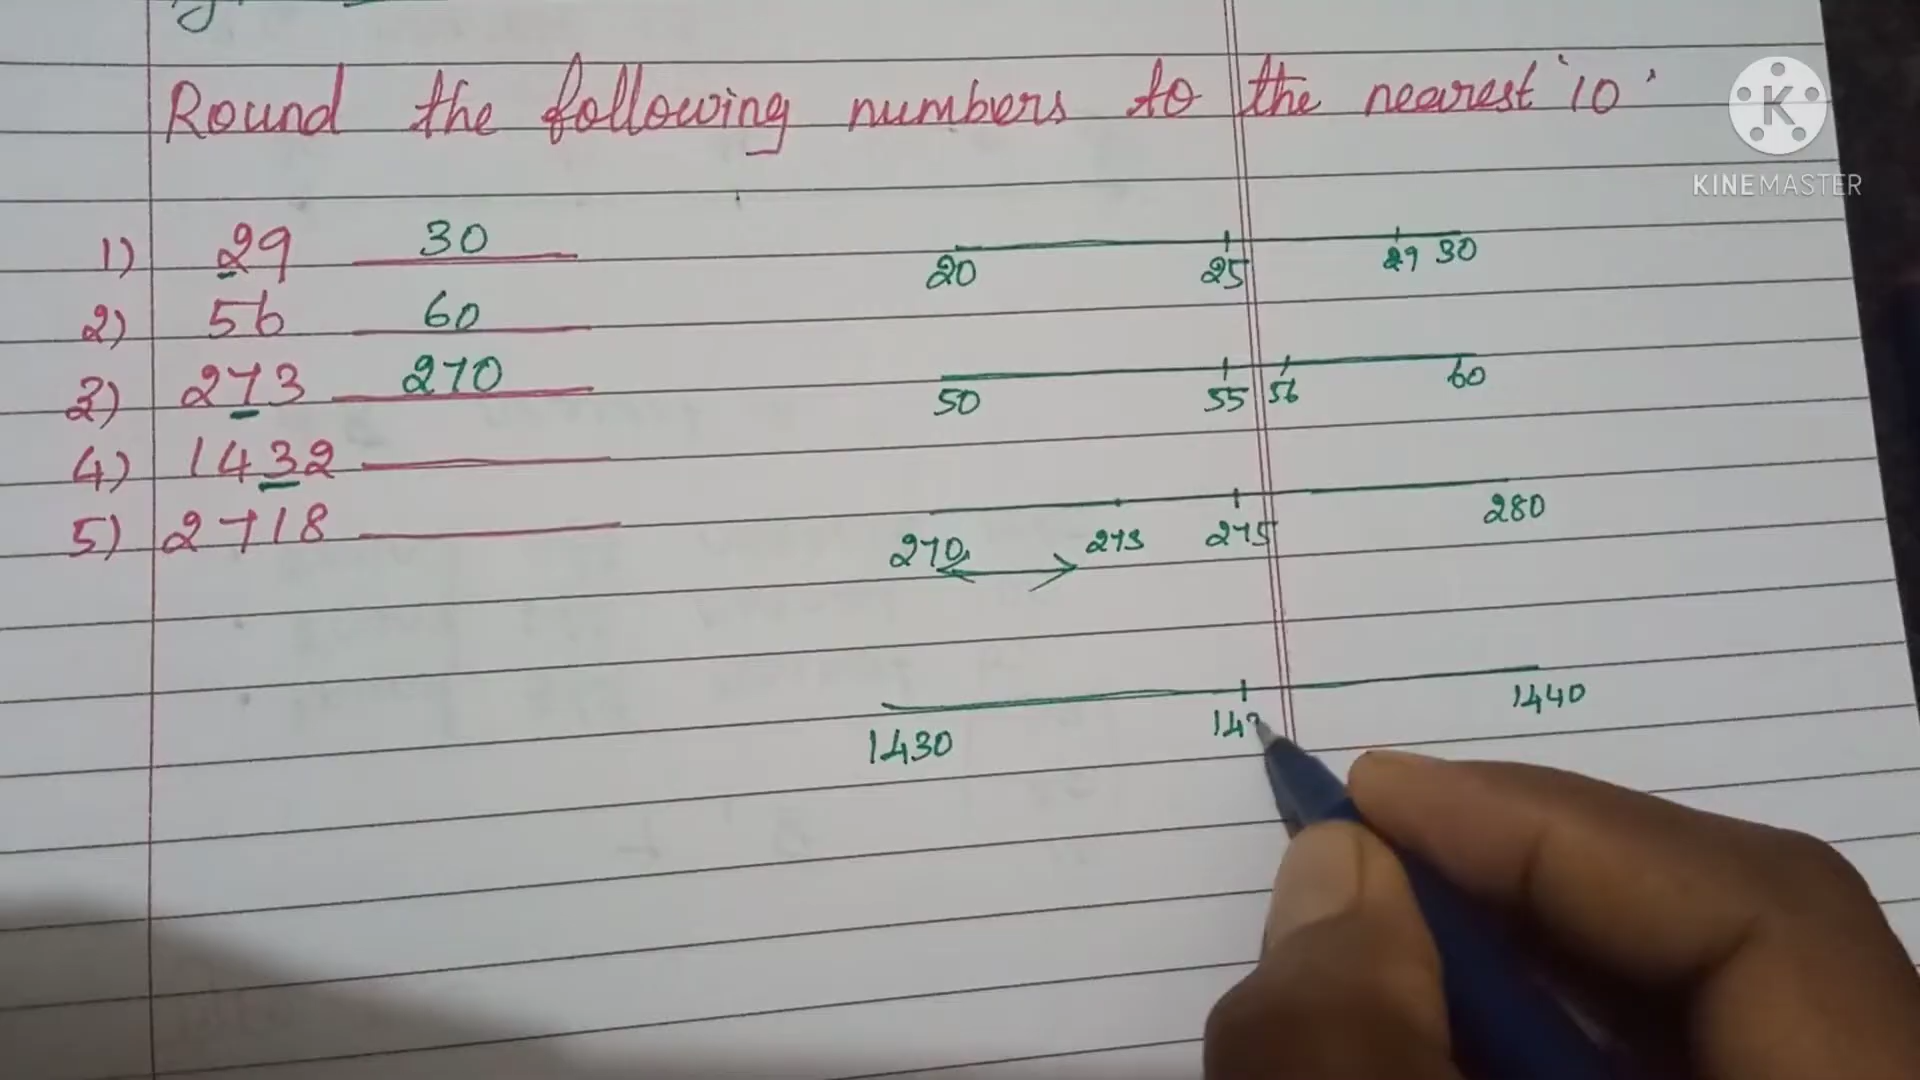 Round the following numbers to the nearest '10'
KINEMASTER
1) 29 30
2) 56 60
3) 273 270
4) 1432
5) 2718
20 25 29 30
50 55 56 60
270 273 275 280
1430 1440